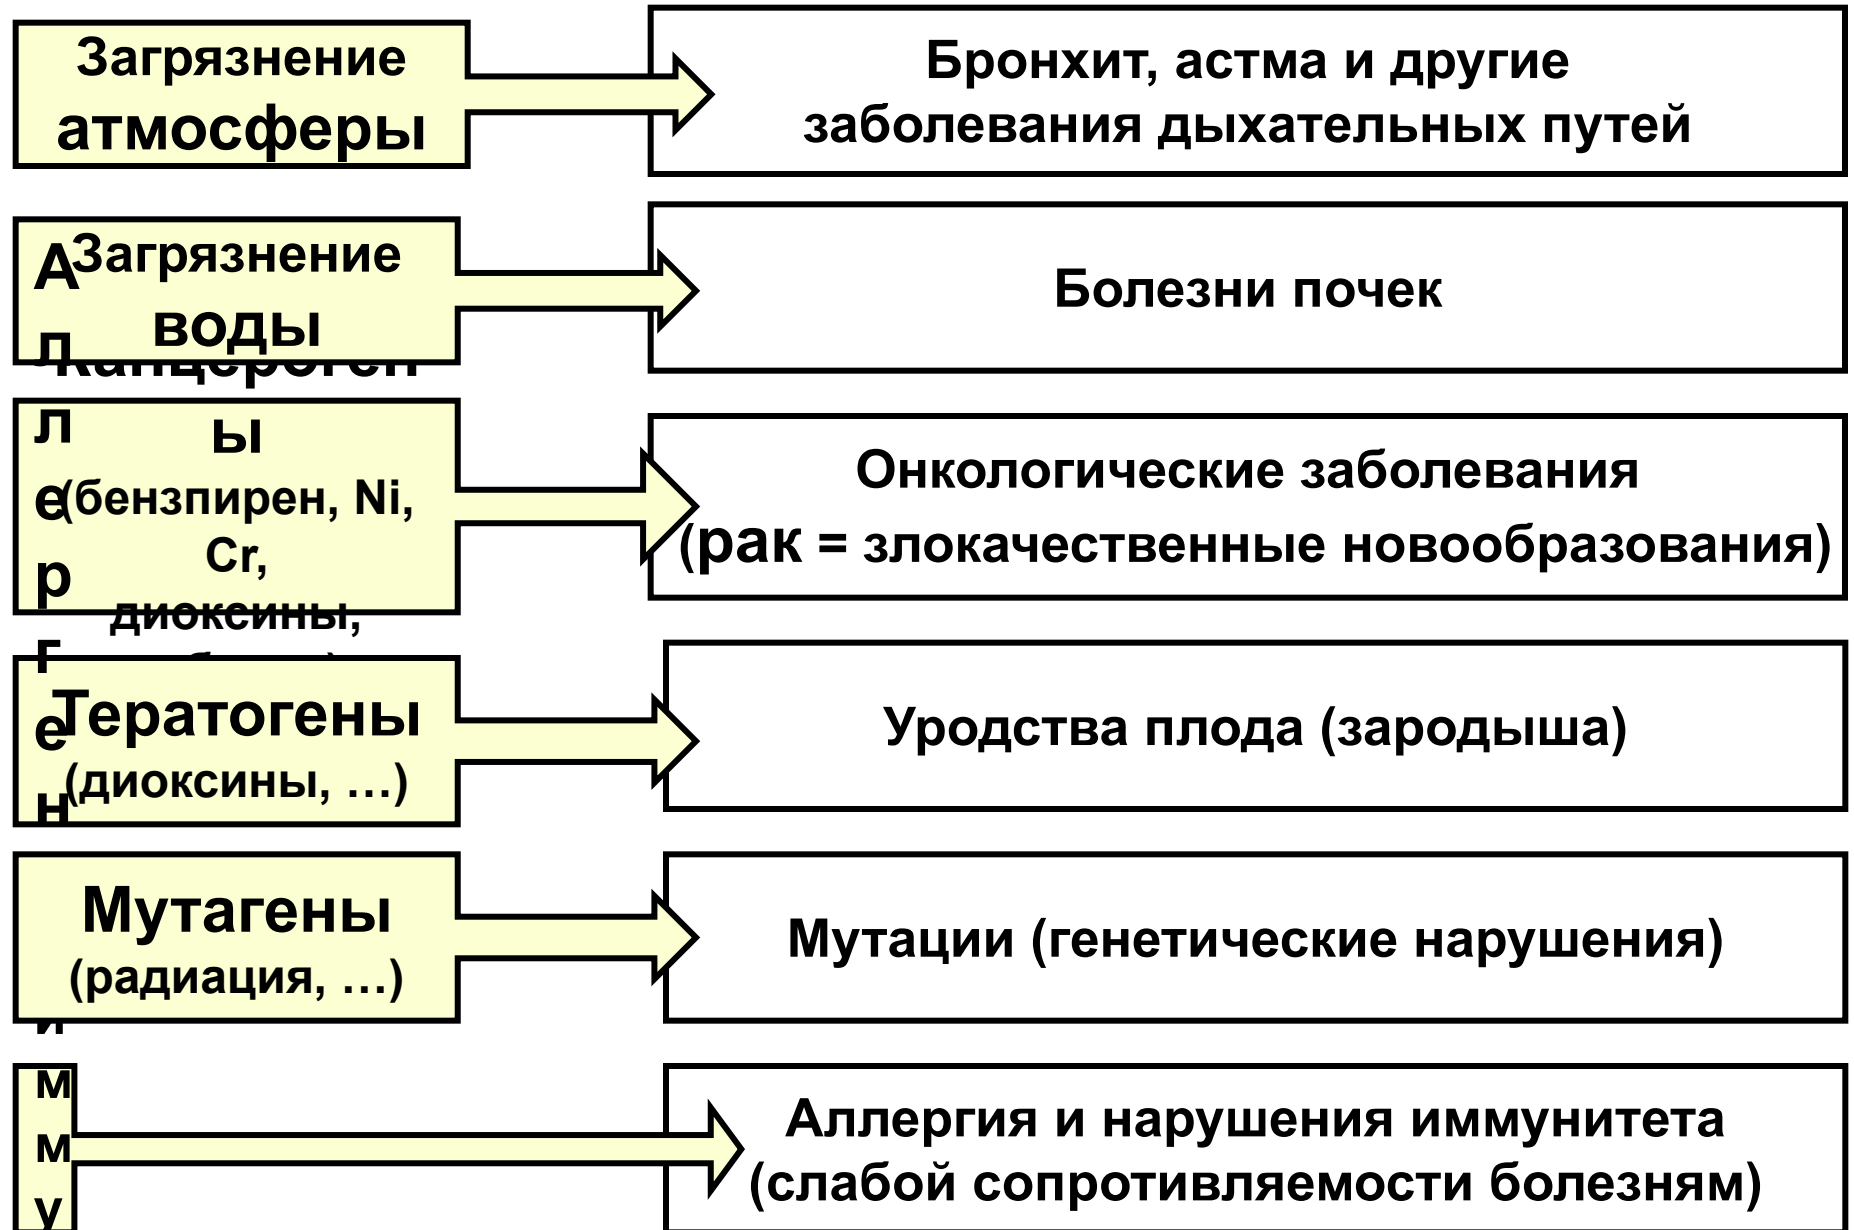 Загрязнение
атмосферы
Бронхит, астма и другие
заболевания дыхательных путей
Загрязнение
воды
Болезни почек
Канцероген
ы
(бензпирен, Ni,
Cr,
диоксины,
Онкологические заболевания
(рак = злокачественные новообразования)
Тератогены
(диоксины, …)
Уродства плода (зародыша)
Мутагены
(радиация, …)
Мутации (генетические нарушения)
А
л
л
е
р
г
е
н
и
м
м
у
Аллергия и нарушения иммунитета
(слабой сопротивляемости болезням)